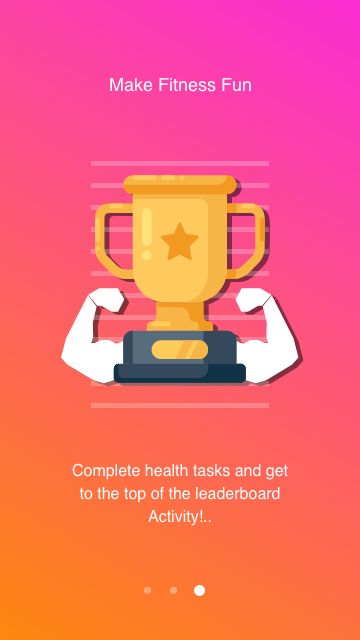 Make Fitness Fun
Complete health tasks and get
to the top of the leaderboard
Activity!..